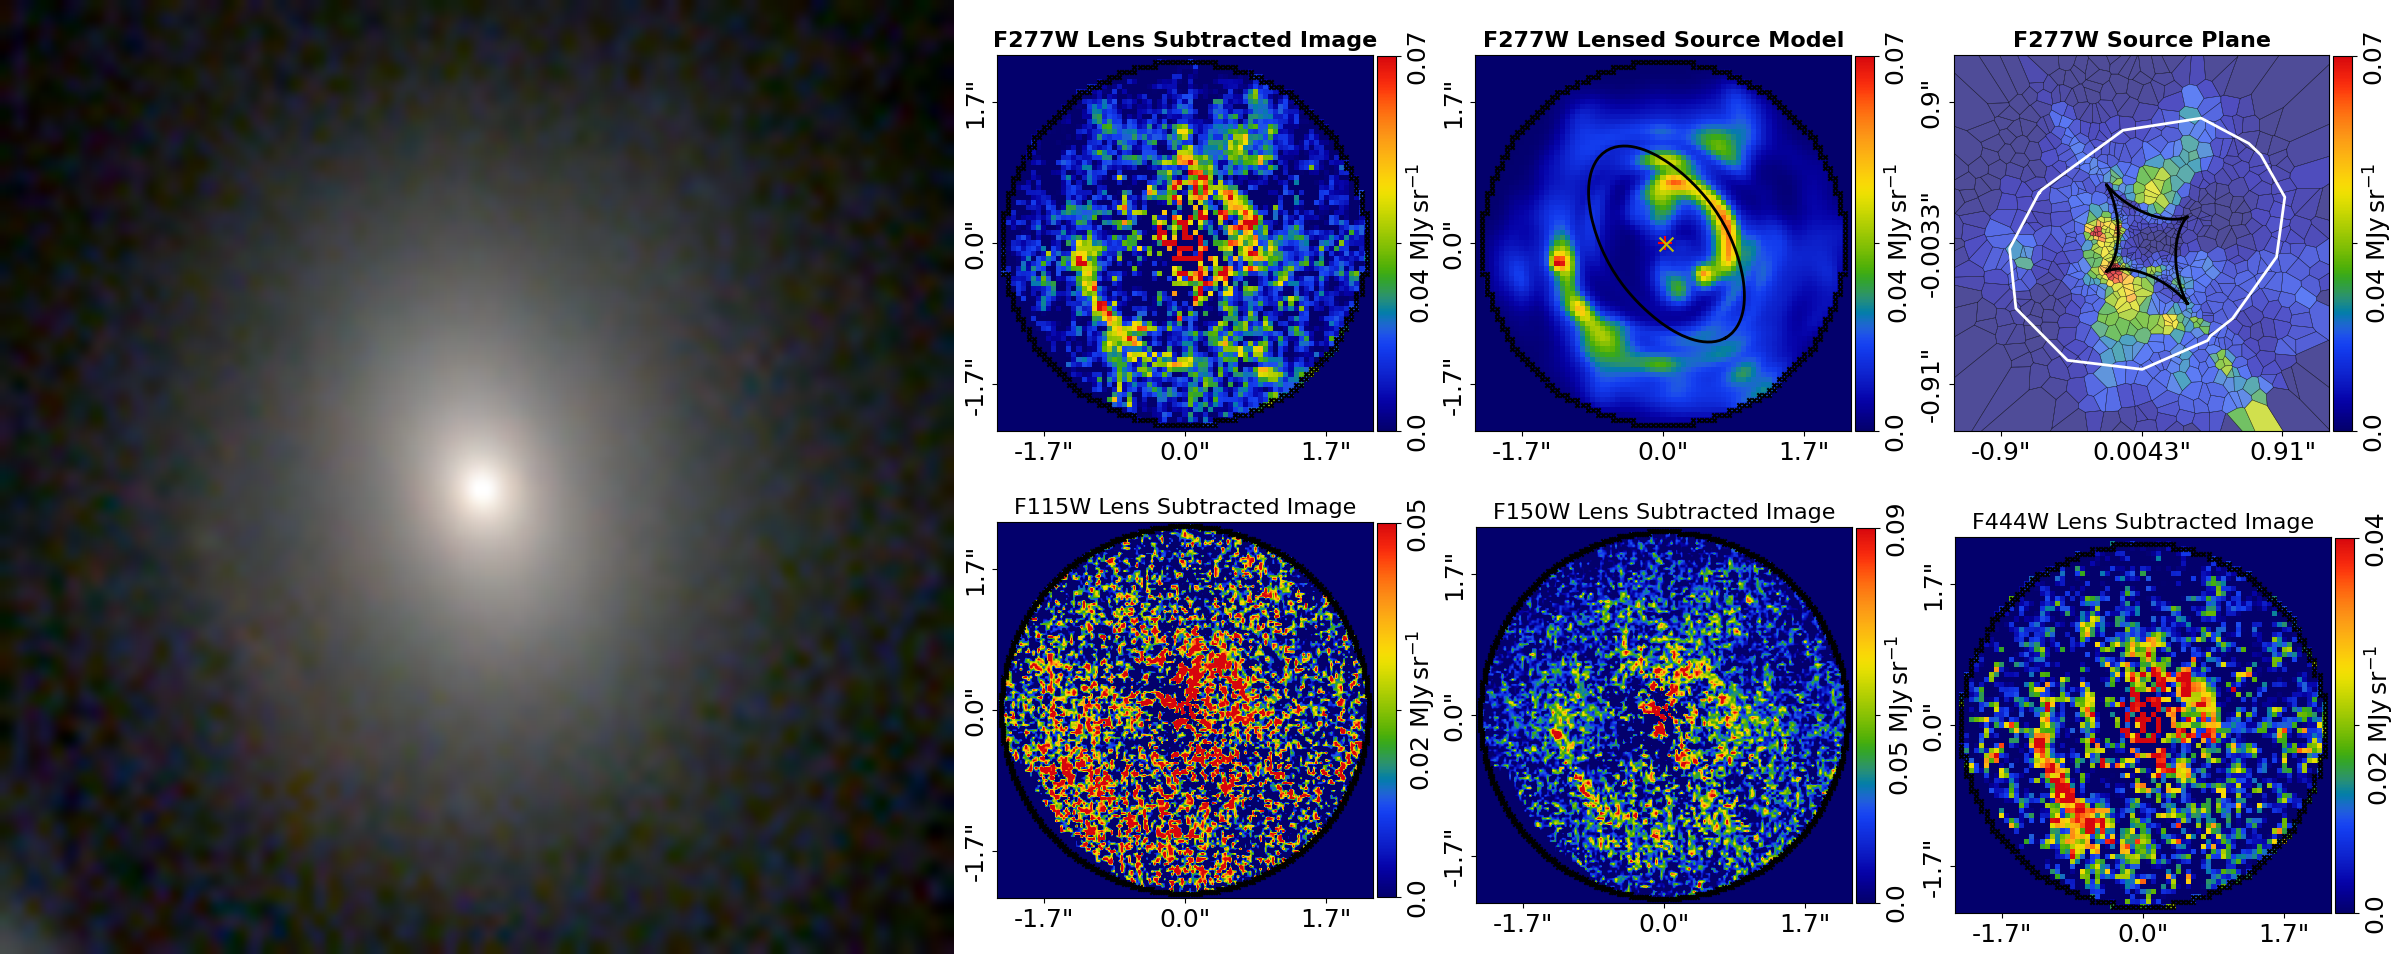 F277W Lens Subtracted Image
1.7"
0.0"
-1.7"
-1.7" 0.0" 1.7"
0.07
0.04 MJy sr⁻¹
0.0
F277W Lensed Source Model
1.7"
0.0"
-1.7"
-1.7" 0.0" 1.7"
0.07
0.04 MJy sr⁻¹
0.0
F277W Source Plane
0.9"
-0.0033"
-0.91"
-0.9" 0.0043" 0.91"
0.07
0.04 MJy sr⁻¹
0.0
F115W Lens Subtracted Image
1.7"
0.0"
-1.7"
-1.7" 0.0" 1.7"
0.05
0.02 MJy sr⁻¹
0.0
F150W Lens Subtracted Image
1.7"
0.0"
-1.7"
-1.7" 0.0" 1.7"
0.09
0.05 MJy sr⁻¹
0.0
F444W Lens Subtracted Image
1.7"
0.0"
-1.7"
-1.7" 0.0" 1.7"
0.04
0.02 MJy sr⁻¹
0.0